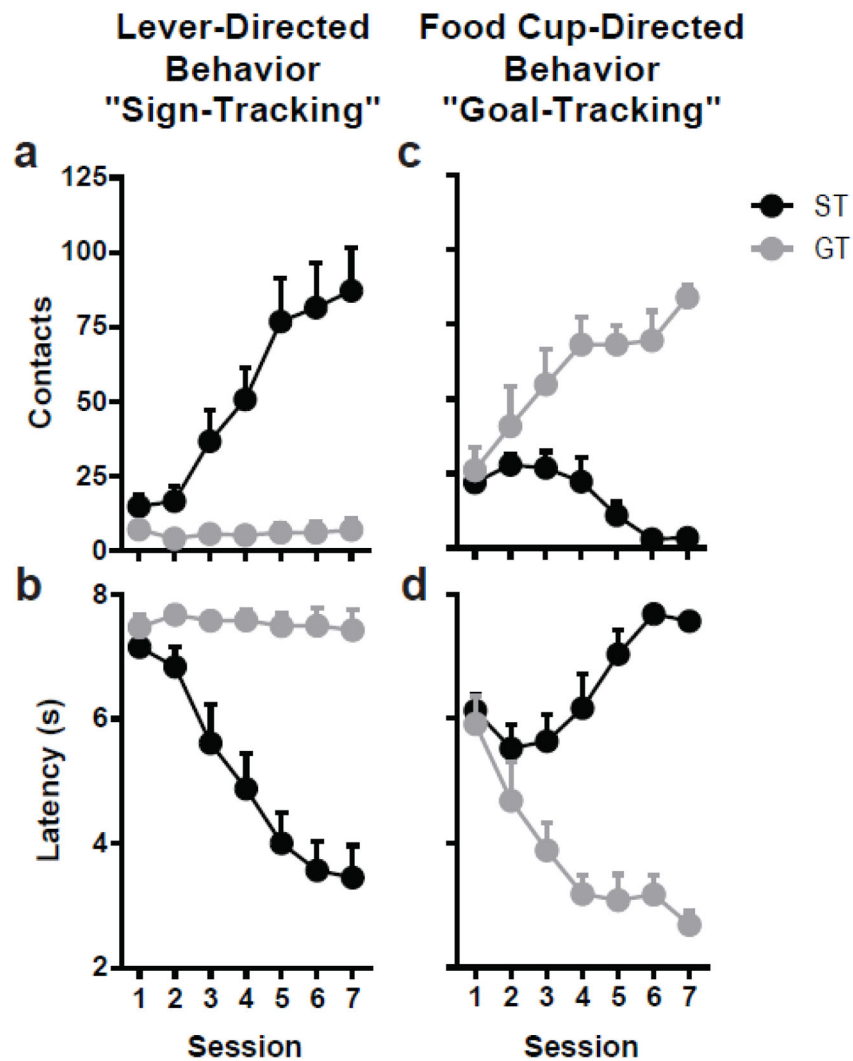 Lever-Directed
Behavior
"Sign-Tracking"
Food Cup-Directed
Behavior
"Goal-Tracking"
a
125
100
75
50
25
0
Contacts
c
ST
GT
b
8
6
4
2
Latency (s)
1 2 3 4 5 6 7
Session
d
1 2 3 4 5 6 7
Session